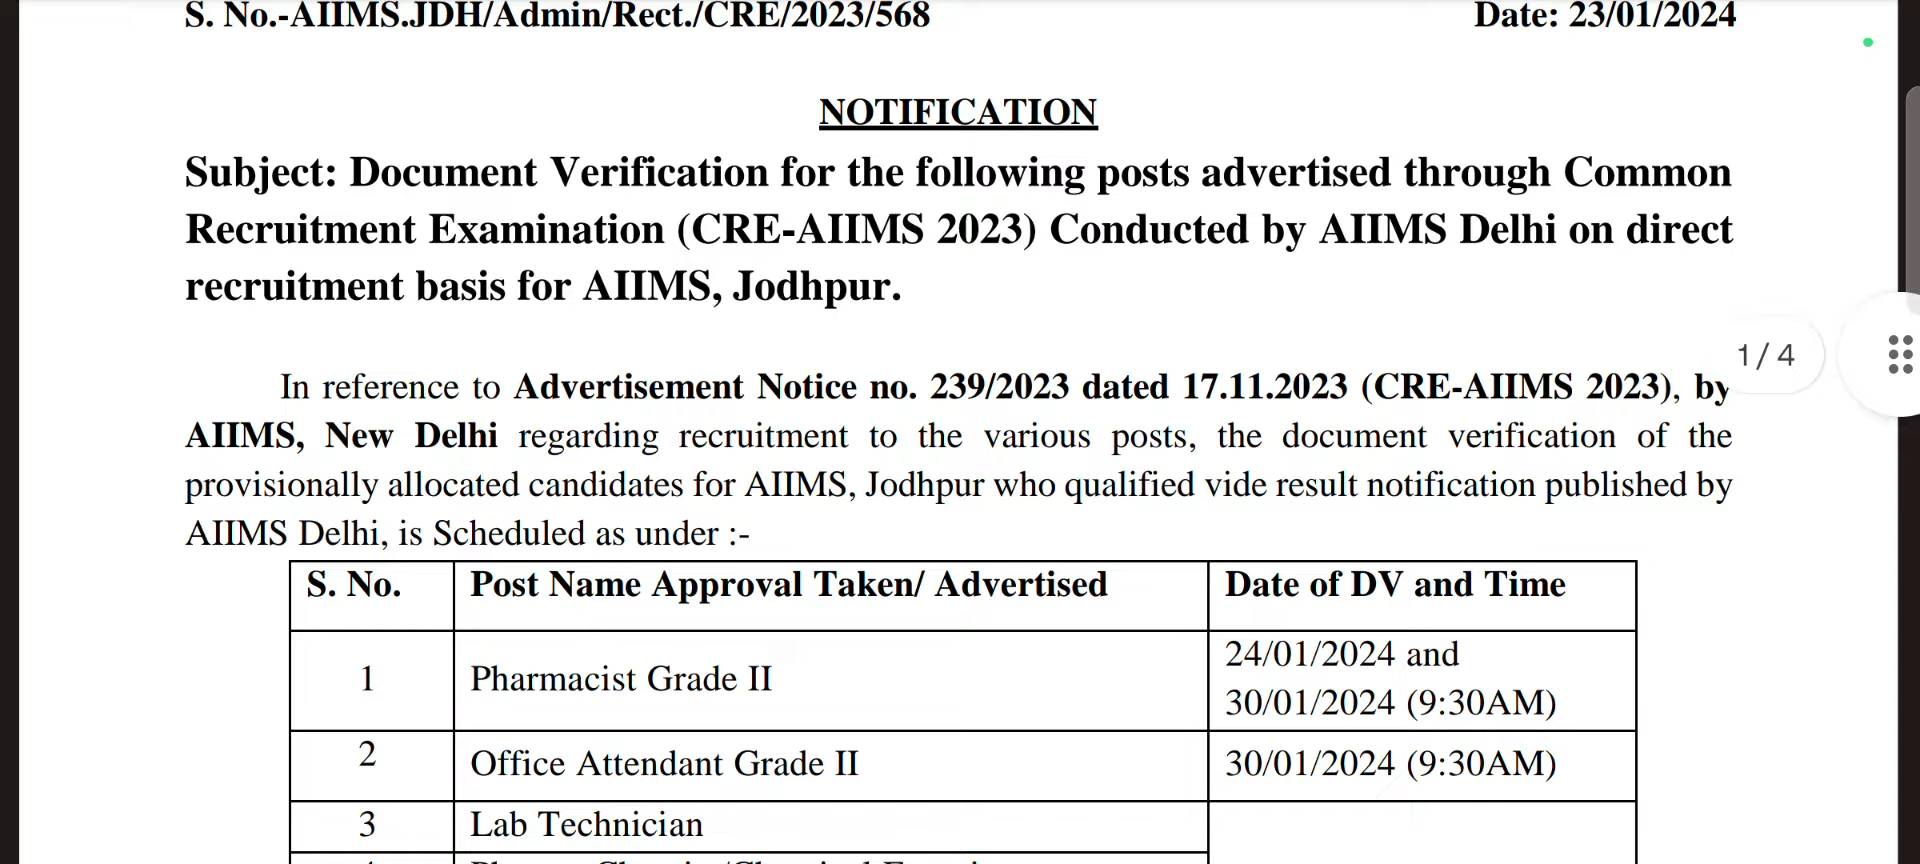 S. No.-AIIMS.JDH/Admin/Rect./CRE/2023/568 Date: 23/01/2024
NOTIFICATION
Subject: Document Verification for the following posts advertised through Common
Recruitment Examination (CRE-AIIMS 2023) Conducted by AIIMS Delhi on direct
recruitment basis for AIIMS, Jodhpur.
1/4
In reference to Advertisement Notice no. 239/2023 dated 17.11.2023 (CRE-AIIMS 2023), by
AIIMS, New Delhi regarding recruitment to the various posts, the document verification of the
provisionally allocated candidates for AIIMS, Jodhpur who qualified vide result notification published by
AIIMS Delhi, is Scheduled as under :-
S. No. Post Name Approval Taken/ Advertised Date of DV and Time
1 Pharmacist Grade II 24/01/2024 and
30/01/2024 (9:30AM)
2 Office Attendant Grade II 30/01/2024 (9:30AM)
3 Lab Technician